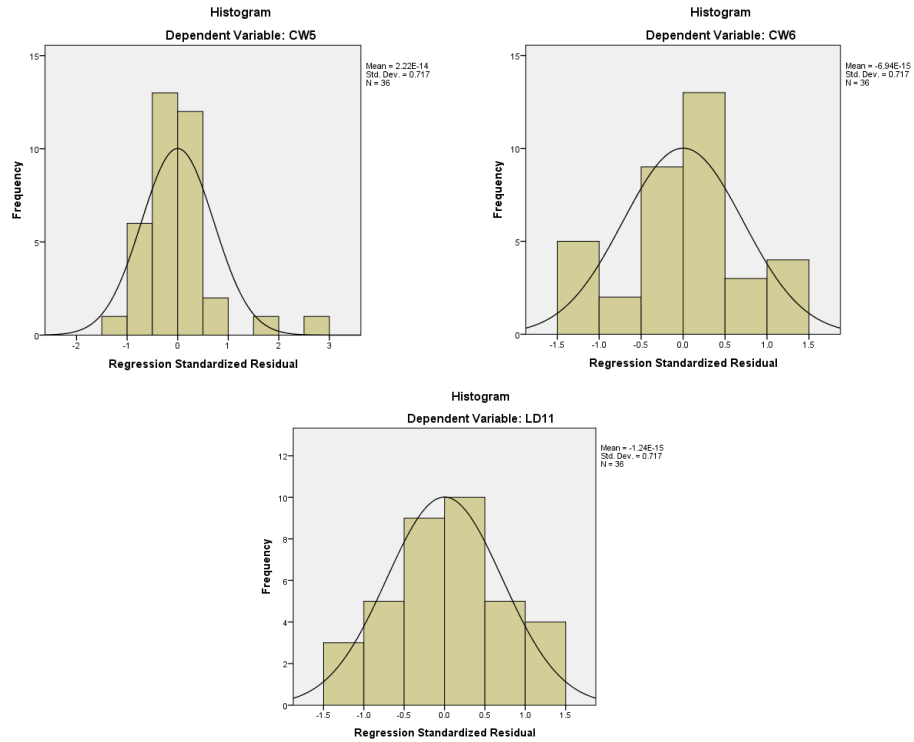 Histogram
Dependent Variable: CW5
Mean = 2.22E-14
Std. Dev. = 0.717
N = 36
15
10
5
0
Frequency
-2 -1 0 1 2 3
Regression Standardized Residual
Histogram
Dependent Variable: CW6
Mean = -6.94E-15
Std. Dev. = 0.717
N = 36
15
10
5
0
Frequency
-1.5 -1.0 -0.5 0.0 0.5 1.0 1.5
Regression Standardized Residual
Histogram
Dependent Variable: LD11
Mean = -1.24E-15
Std. Dev. = 0.717
N = 36
12
10
8
6
4
2
0
Frequency
-1.5 -1.0 -0.5 0.0 0.5 1.0 1.5
Regression Standardized Residual